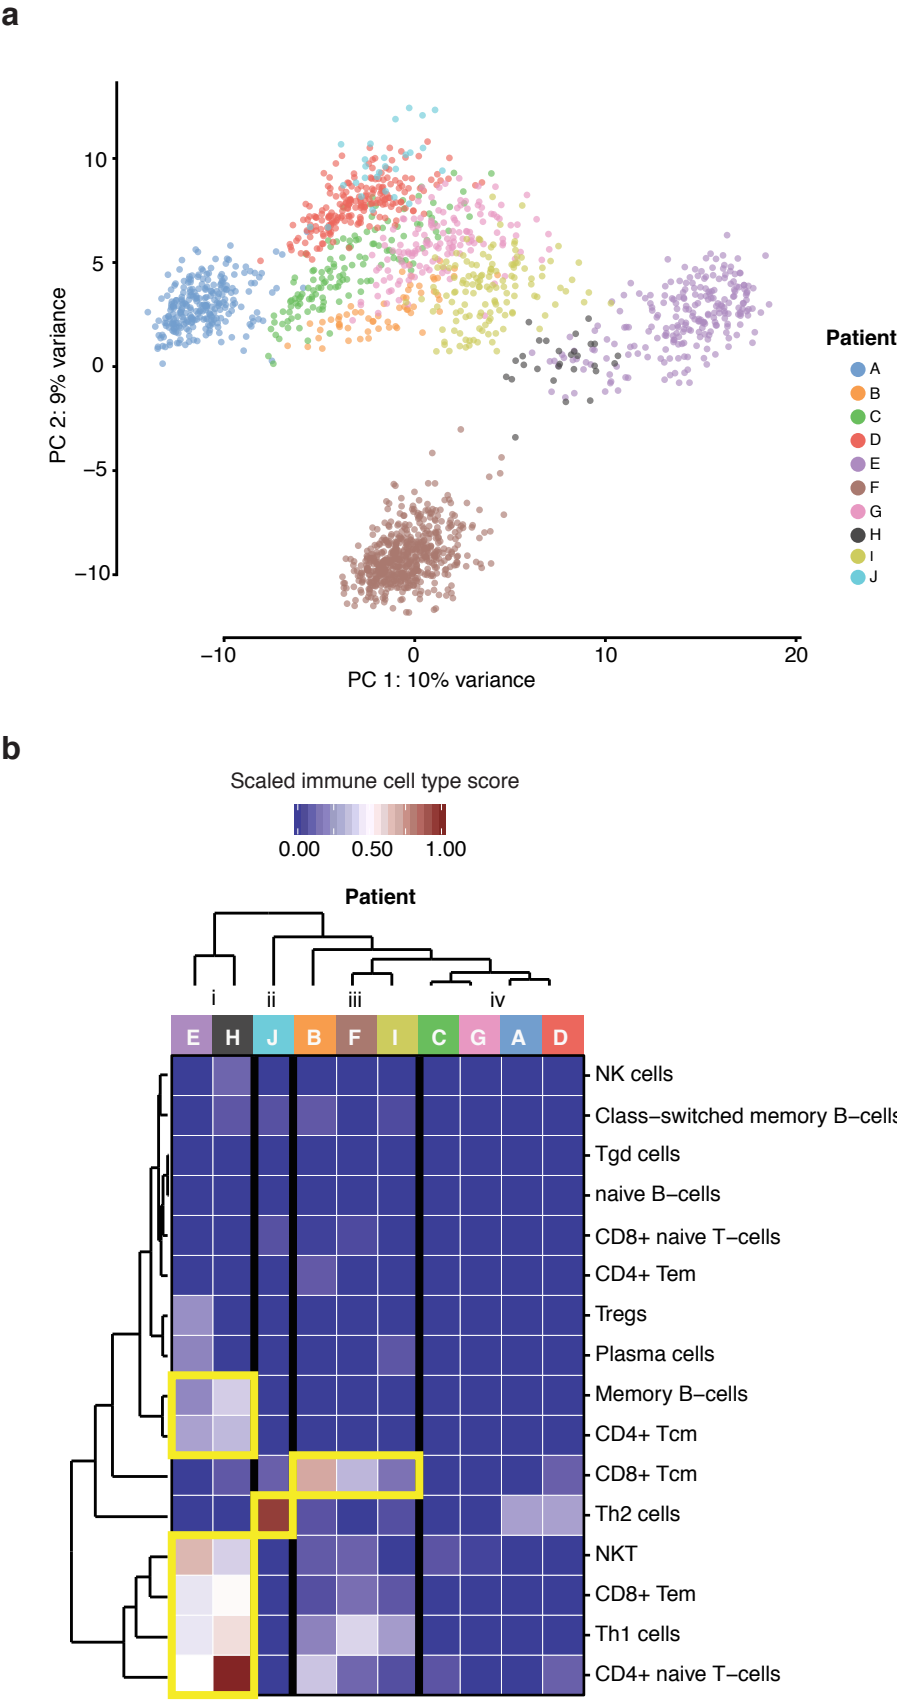 a
10
5
0
−5
−10
PC 2: 9% variance
−10 0 10 20
PC 1: 10% variance
Patient
A
B
C
D
E
F
G
H
I
J
b
Scaled immune cell type score
0.00 0.50 1.00
Patient
i ii iii iv
E H J B F I C G A D
NK cells
Class−switched memory B−cells
Tgd cells
naive B−cells
CD8+ naive T−cells
CD4+ Tem
Tregs
Plasma cells
Memory B−cells
CD4+ Tcm
CD8+ Tcm
Th2 cells
NKT
CD8+ Tem
Th1 cells
CD4+ naive T−cells